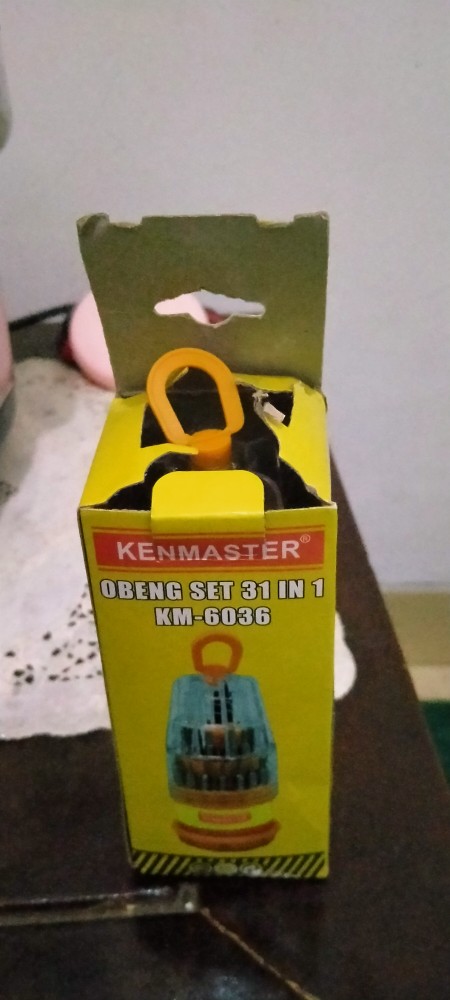 KENMASTER®
OBENG SET 31 IN 1
KM-6036